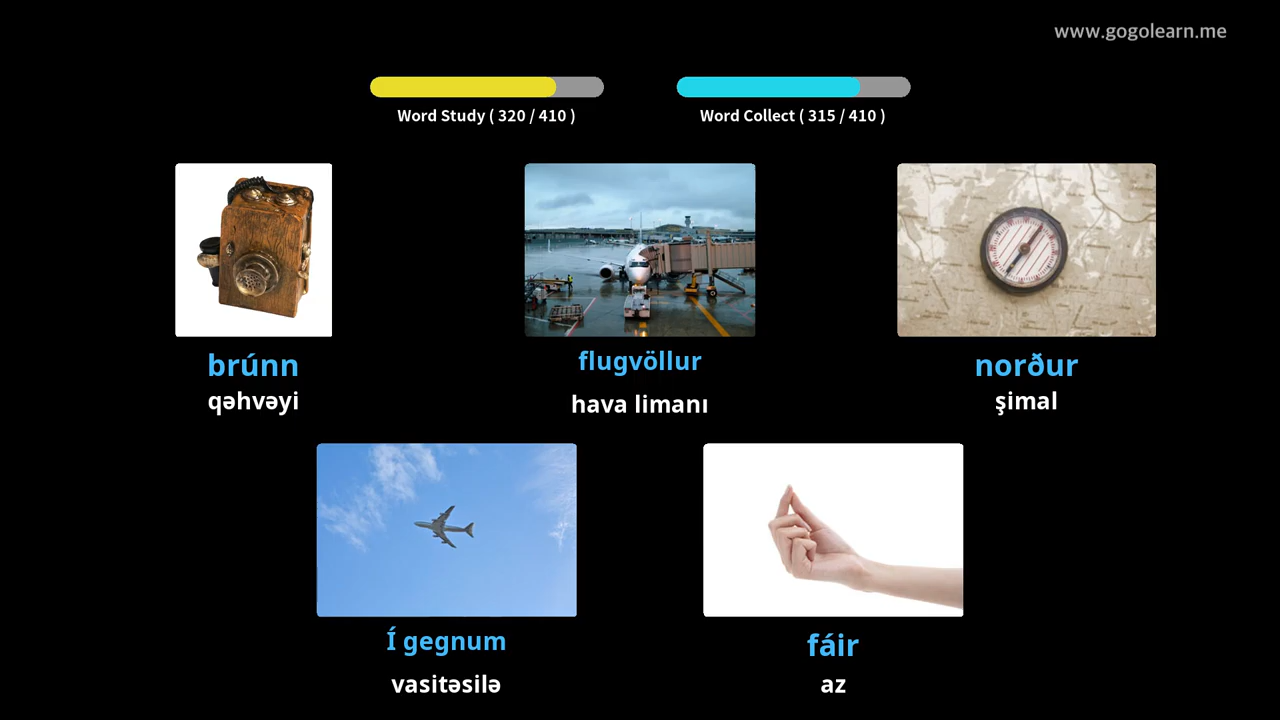 www.gogolearn.me
Word Study ( 320 / 410 )
Word Collect ( 315 / 410 )
brúnn
qəhvəyi
flugvöllur
hava limanı
norður
şimal
Í gegnum
vasitəsilə
fáir
az